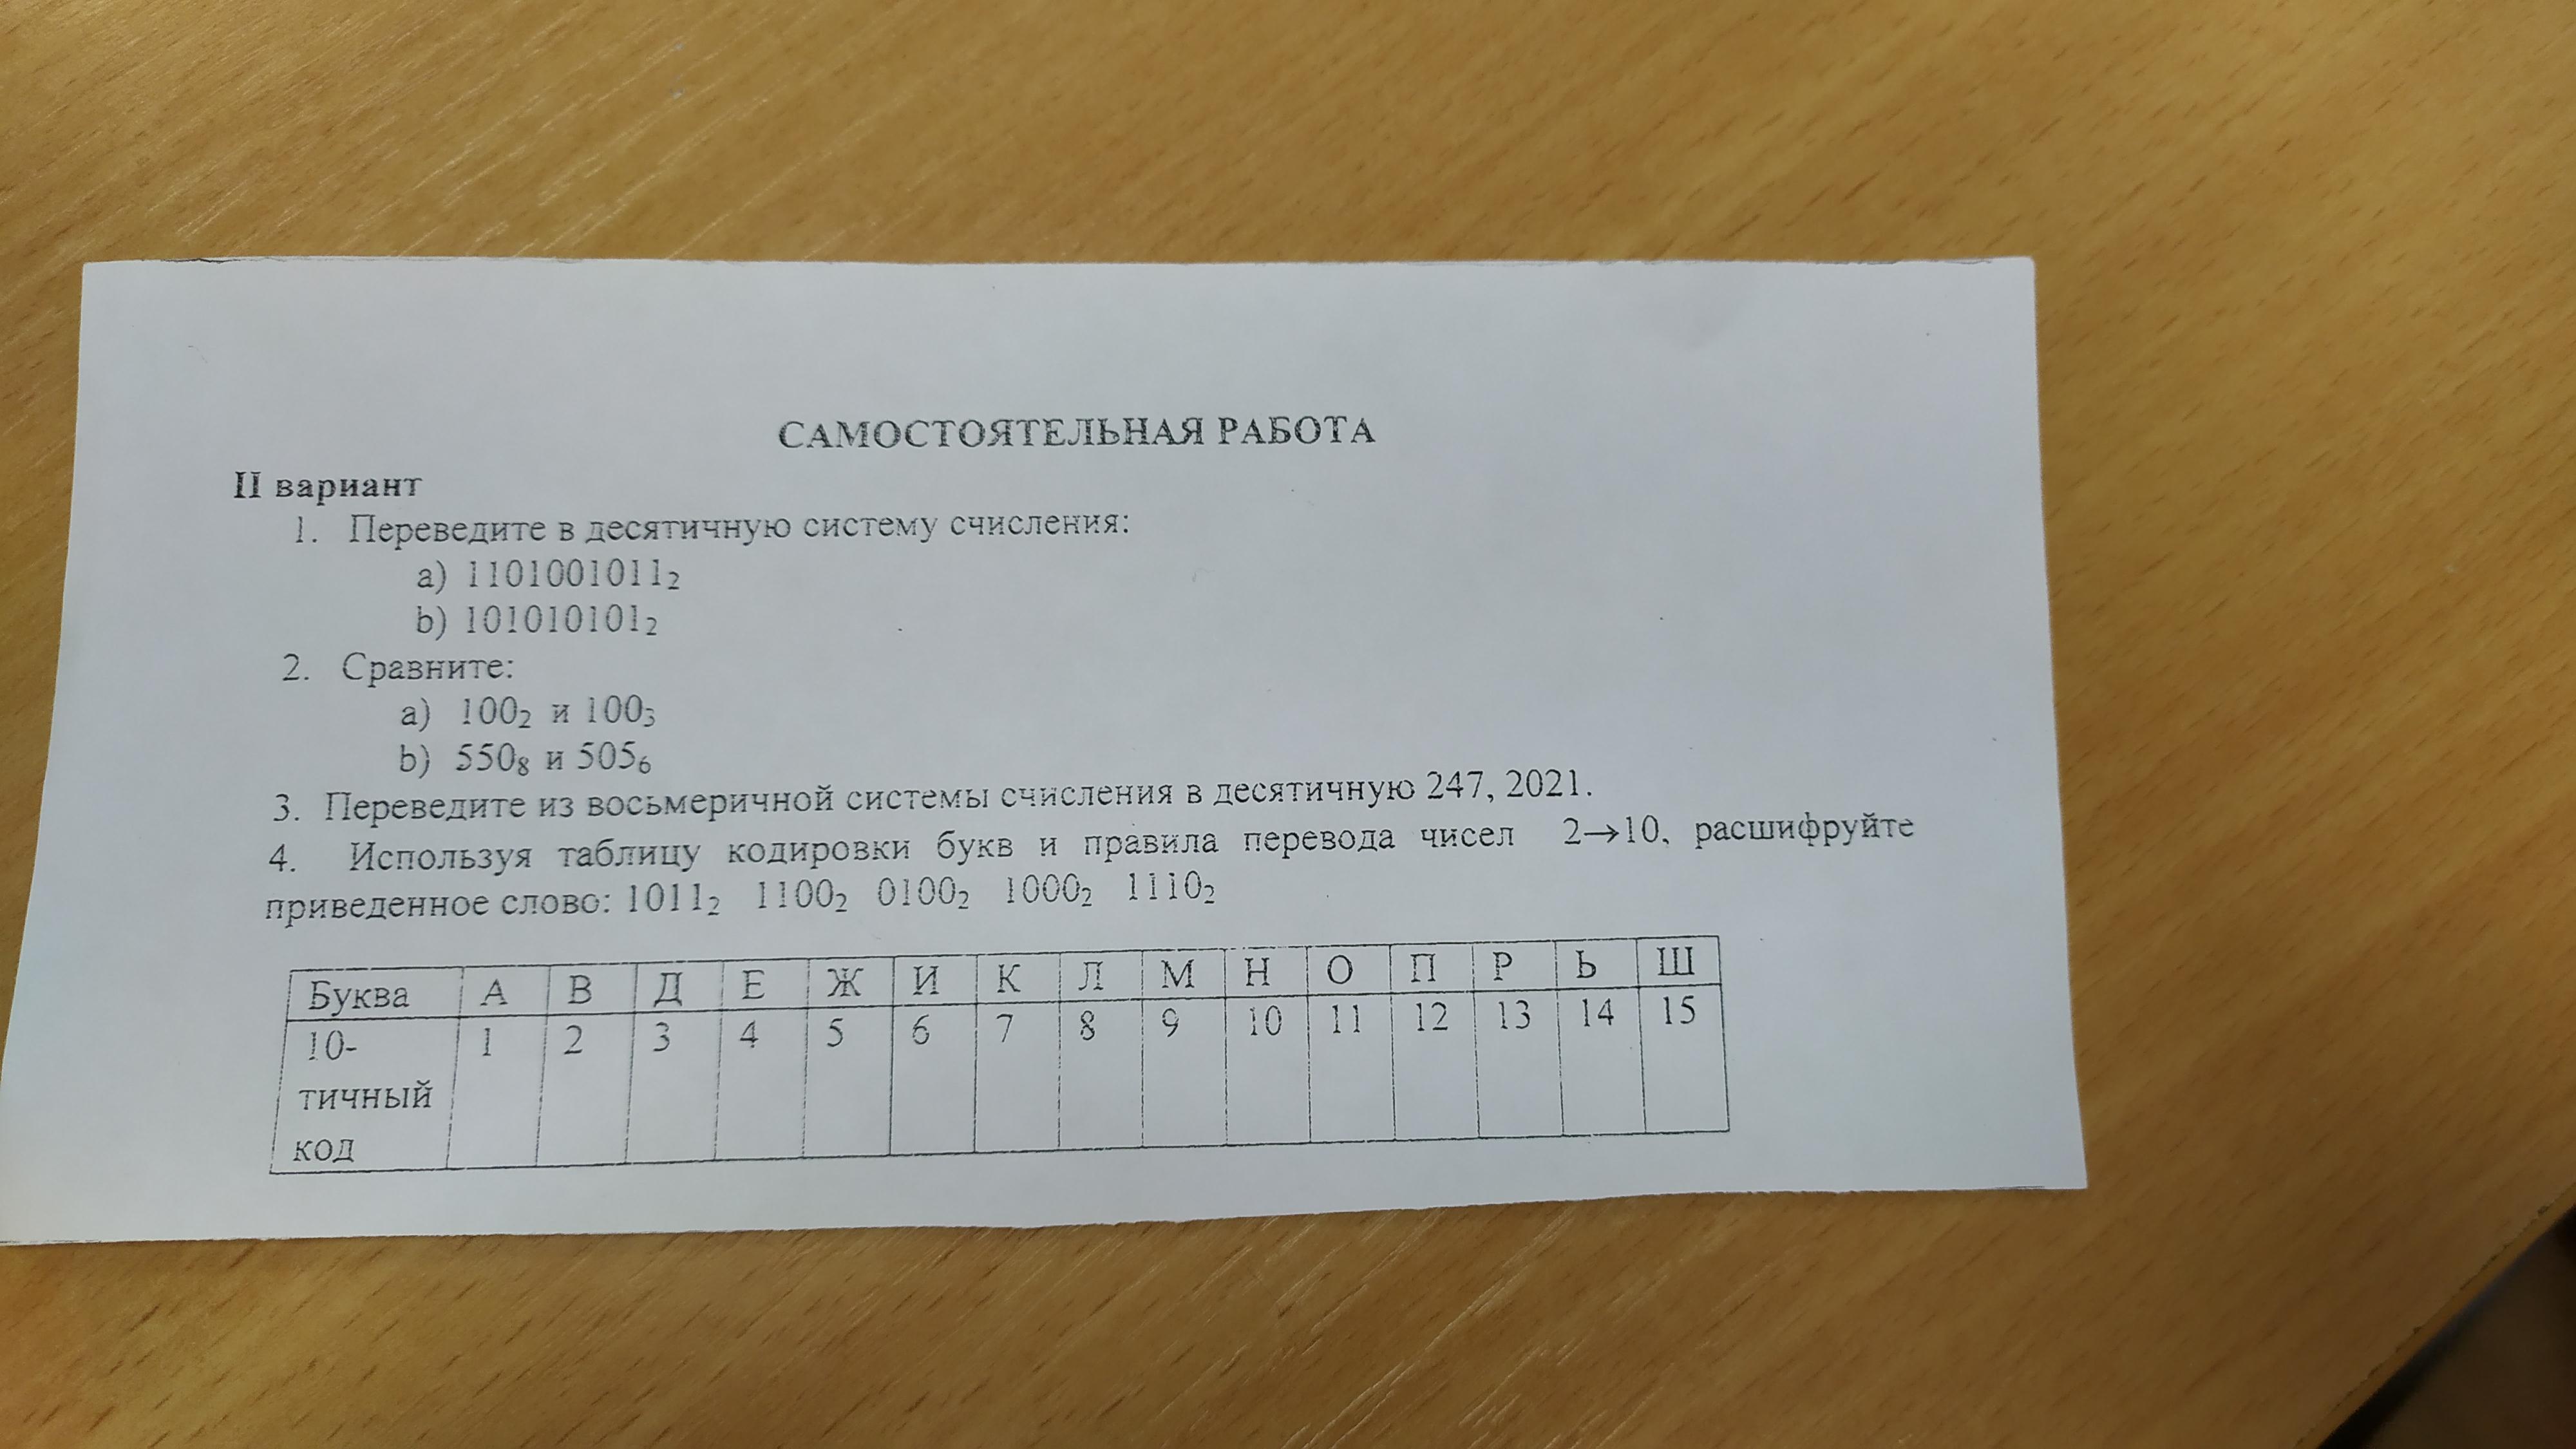 САМОСТОЯТЕЛЬНАЯ РАБОТА
II вариант
1. Переведите в десятичную систему счисления:
a) 1101001011₂
b) 101010101₂
2. Сравните:
a) 100₂ и 100₃
b) 550₈ и 505₆
3. Переведите из восьмеричной системы счисления в десятичную 247, 2021.
4. Используя таблицу кодировки букв и правила перевода чисел 2→10, расшифруйте
приведенное слово: 1011₂ 1100₂ 0100₂ 1000₂ 1110₂
Буква А В Д Е Ж И К Л М Н О П Р Ь Ш
10- 1 2 3 4 5 6 7 8 9 10 11 12 13 14 15
тичный
код